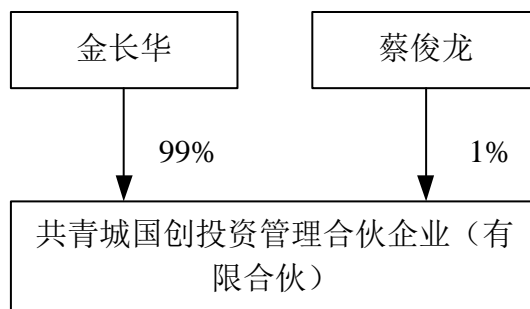 金长华
蔡俊龙
99%
1%
共青城国创投资管理合伙企业（有
限合伙）